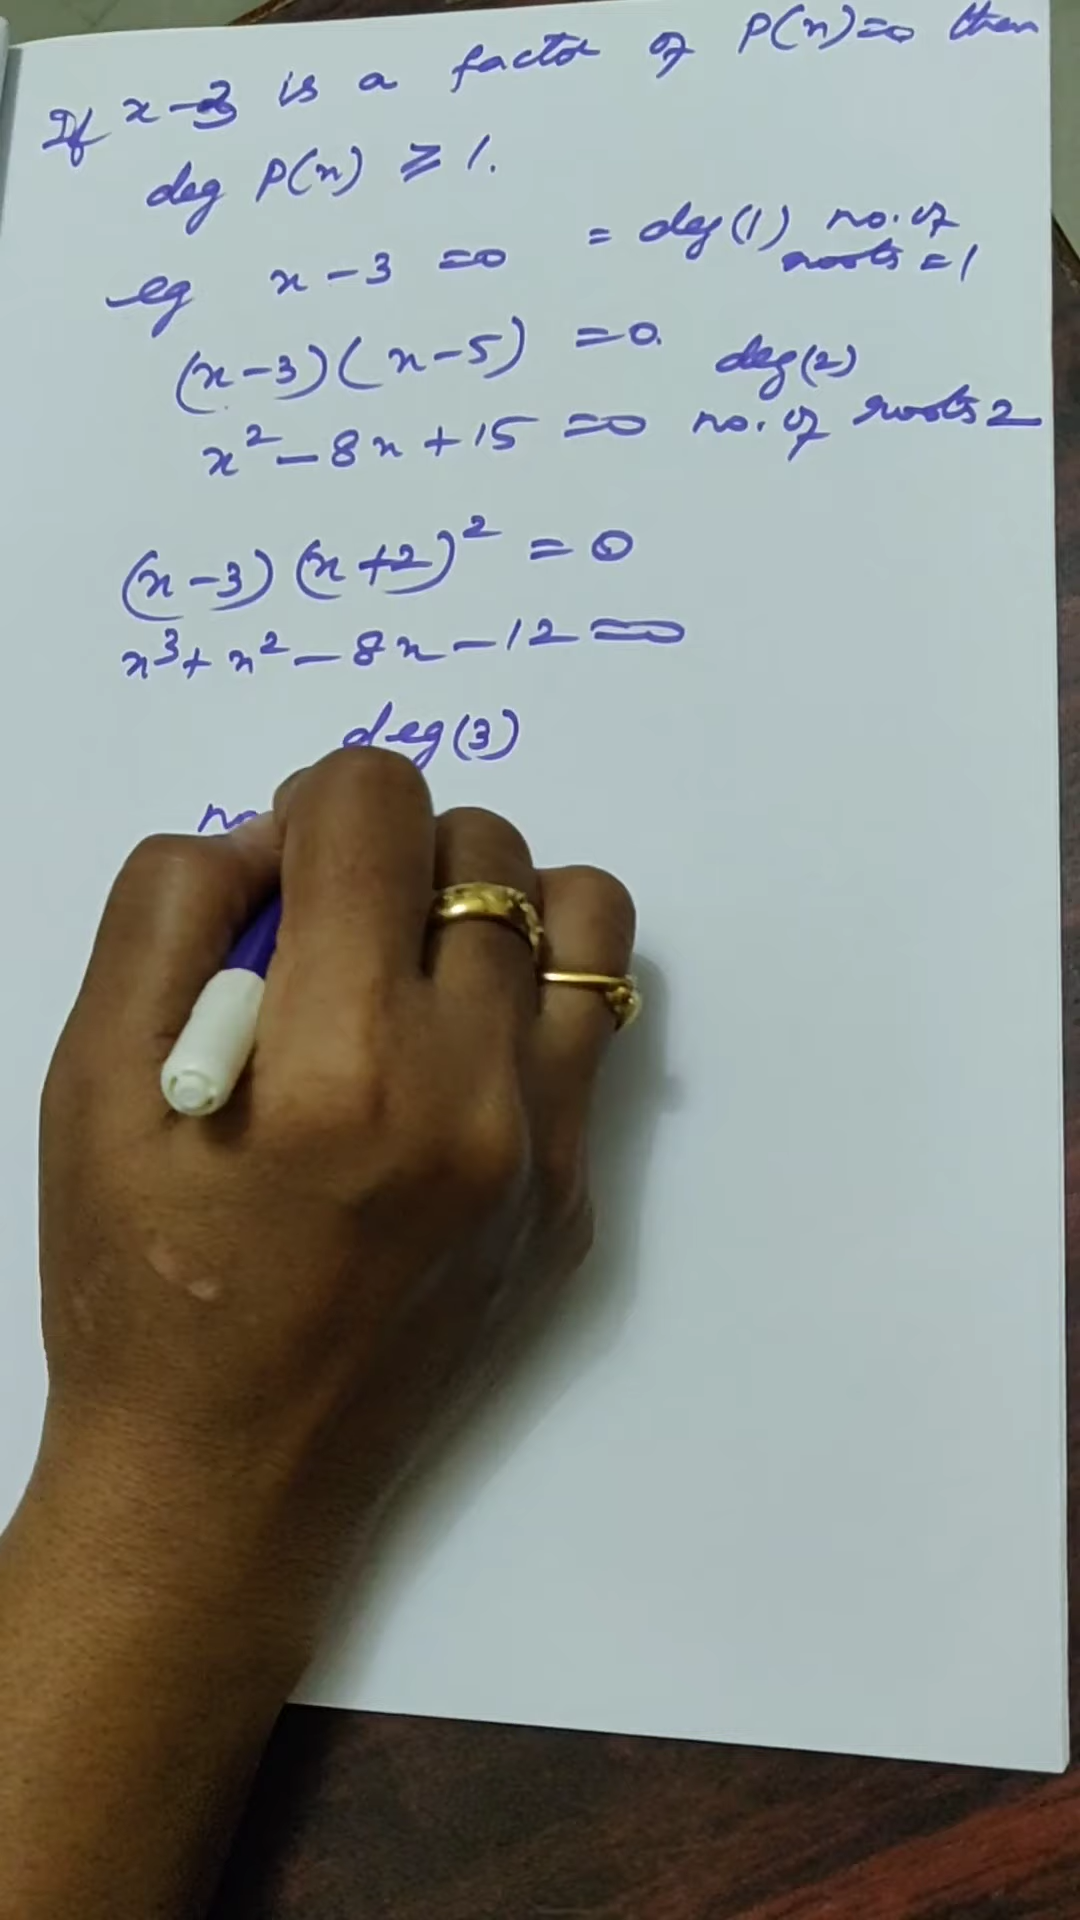 If x-3 is a factor of P(x)=0 then
deg P(x) ≥ 1.
eg x-3=0 = deg(1) no. of roots = 1
(x-3)(x-5) =0. deg(2)
x²-8x+15=0 no. of roots 2
(x-3)(x+2)² = 0
x³+x²-8x-12=0
deg(3)
no